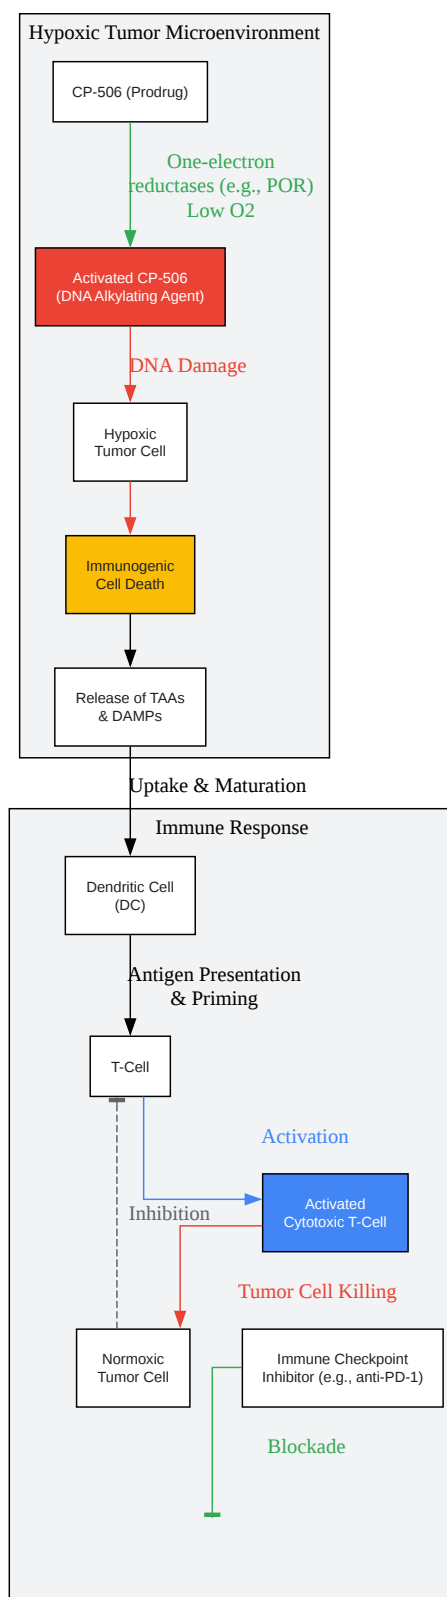 Hypoxic Tumor Microenvironment
CP-506 (Prodrug)
One-electron
reductases (e.g., POR)
Low O2
Activated CP-506
(DNA Alkylating Agent)
DNA Damage
Hypoxic
Tumor Cell
Immunogenic
Cell Death
Release of TAAs
& DAMPs
Uptake & Maturation
Immune Response
Dendritic Cell
(DC)
Antigen Presentation
& Priming
T-Cell
Activation
Activated
Cytotoxic T-Cell
Inhibition
Tumor Cell Killing
Normoxic
Tumor Cell
Immune Checkpoint
Inhibitor (e.g., anti-PD-1)
Blockade